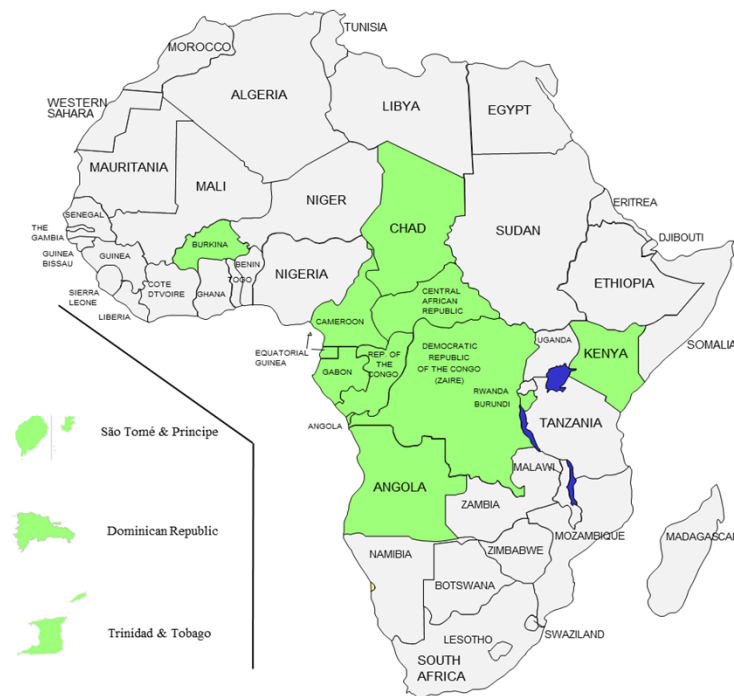 TUNISIA
MOROCCO
ALGERIA
LIBYA
EGYPT
WESTERN
SAHARA
MAURITANIA
MALI
NIGER
CHAD
SUDAN
ERITREA
SENEGAL
THE
GAMBIA
BURKINA
DJIBOUTI
GUINEA
BISSAU
GUINEA
BENIN
NIGERIA
ETHIOPIA
SIERRA
LEONE
COTE
DTVOIRE
GHANA
TOGO
CENTRAL
AFRICAN
REPUBLIC
LIBERIA
CAMEROON
SOMALIA
EQUATORIAL
GUINEA
REP. OF
THE
CONGO
DEMOCRATIC
REPUBLIC
OF THE CONGO
(ZAIRE)
UGANDA
KENYA
GABON
RWANDA
BURUNDI
ANGOLA
TANZANIA
São Tomé & Principe
ANGOLA
MALAWI
ZAMBIA
Dominican Republic
MOZAMBIQUE
MADAGASCAR
NAMIBIA
ZIMBABWE
BOTSWANA
Trinidad & Tobago
LESOTHO
SWAZILAND
SOUTH
AFRICA